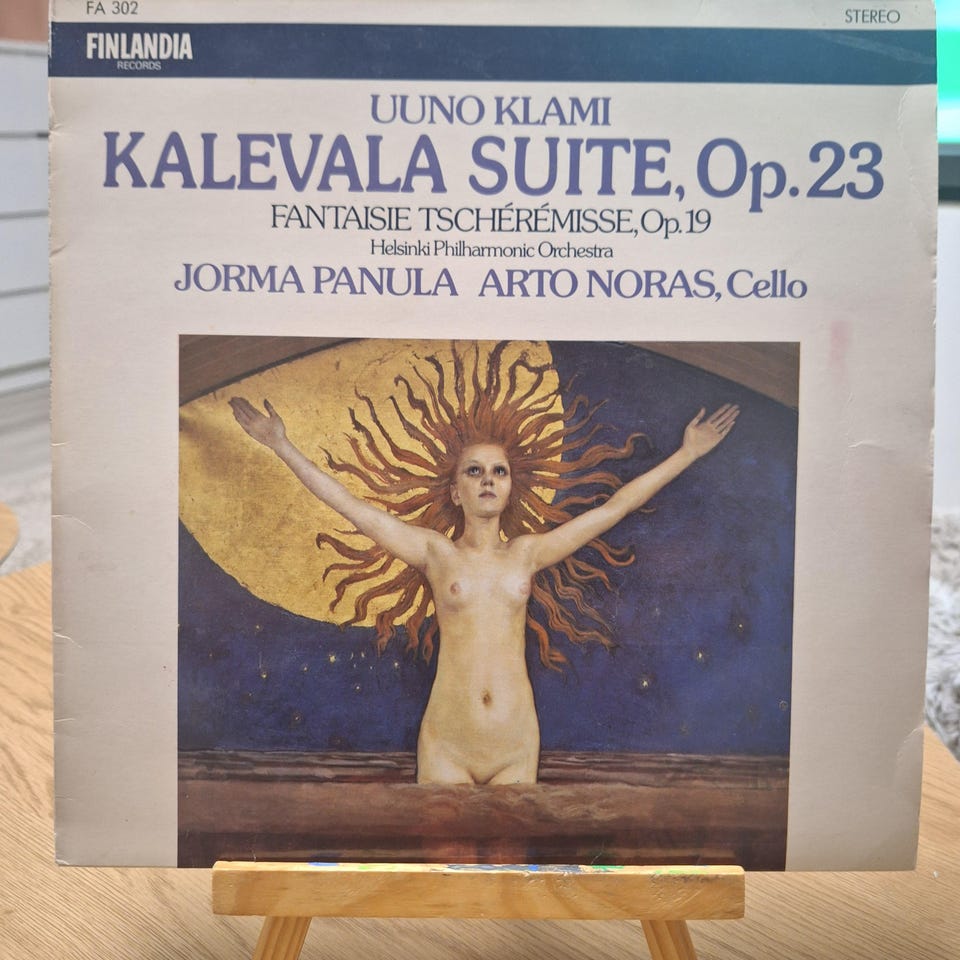 FA 302
STEREO
FINLANDIA
RECORDS
UUNO KLAMI
KALEVALA SUITE, Op. 23
FANTAISIE TSCHÉRÉMISSE, Op. 19
Helsinki Philharmonic Orchestra
JORMA PANULA ARTO NORAS, Cello